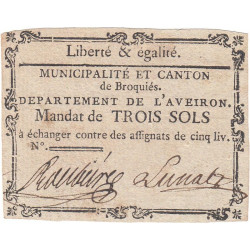 Liberté & égalité.
MUNICIPALITÉ ET CANTON
de Broquiés.
DEPARTEMENT DE L'AVEIRON.
Mandat de TROIS SOLS
à échanger contre des assignats de cinq liv.
N°.